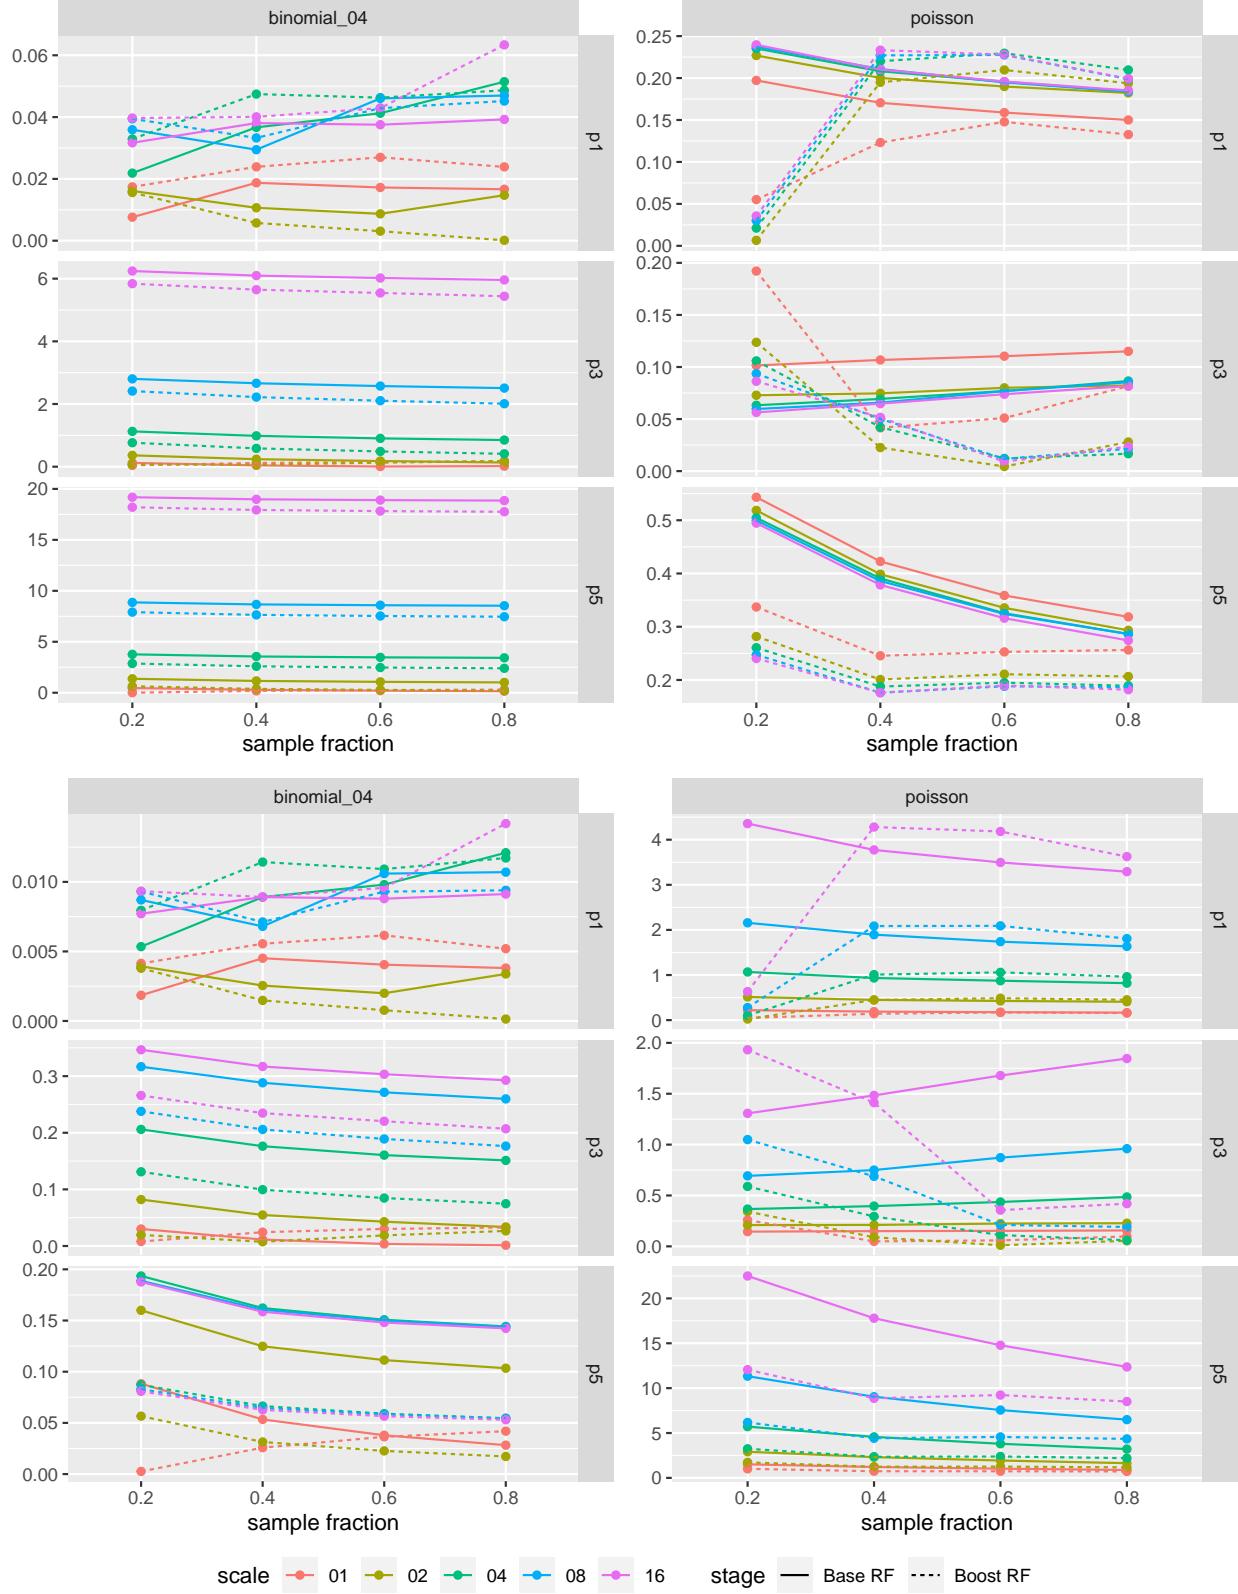 binomial_04
0.06
0.04
0.02
0.00
p1
6
4
2
0
p3
20
15
10
5
0
p5
0.2 0.4 0.6 0.8
sample fraction
poisson
0.25
0.20
0.15
0.10
0.05
0.00
p1
0.20
0.15
0.10
0.05
0.00
p3
0.5
0.4
0.3
0.2
p5
0.2 0.4 0.6 0.8
sample fraction
binomial_04
0.010
0.005
0.000
p1
0.3
0.2
0.1
0.0
p3
0.20
0.15
0.10
0.05
0.00
p5
0.2 0.4 0.6 0.8
sample fraction
poisson
4
3
2
1
0
p1
2.0
1.5
1.0
0.5
0.0
p3
20
15
10
5
0
p5
0.2 0.4 0.6 0.8
sample fraction
scale 01 02 04 08 16 stage Base RF Boost RF